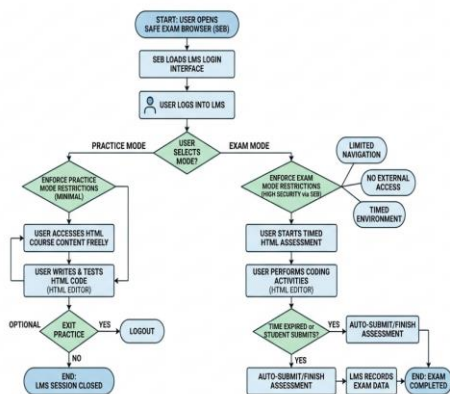 START: USER OPENS
SAFE EXAM BROWSER (SEB)
SEB LOADS LMS LOGIN
INTERFACE
USER LOGS INTO LMS
USER
SELECTS
MODE?
PRACTICE MODE
EXAM MODE
ENFORCE PRACTICE
MODE RESTRICTIONS
(MINIMAL)
USER ACCESSES HTML
COURSE CONTENT FREELY
USER WRITES & TESTS
HTML CODE
(HTML EDITOR)
OPTIONAL
EXIT
PRACTICE
YES
LOGOUT
NO
END:
LMS SESSION CLOSED
ENFORCE EXAM
MODE RESTRICTIONS
(HIGH SECURITY via SEB)
LIMITED
NAVIGATION
NO EXTERNAL
ACCESS
TIMED
ENVIRONMENT
USER STARTS TIMED
HTML ASSESSMENT
USER PERFORMS CODING
ACTIVITIES
(HTML EDITOR)
TIME EXPIRED or
STUDENT SUBMITS?
YES
AUTO-SUBMIT/FINISH
ASSESSMENT
YES
AUTO-SUBMIT/FINISH
ASSESSMENT
LMS RECORDS
EXAM DATA
END: EXAM
COMPLETED